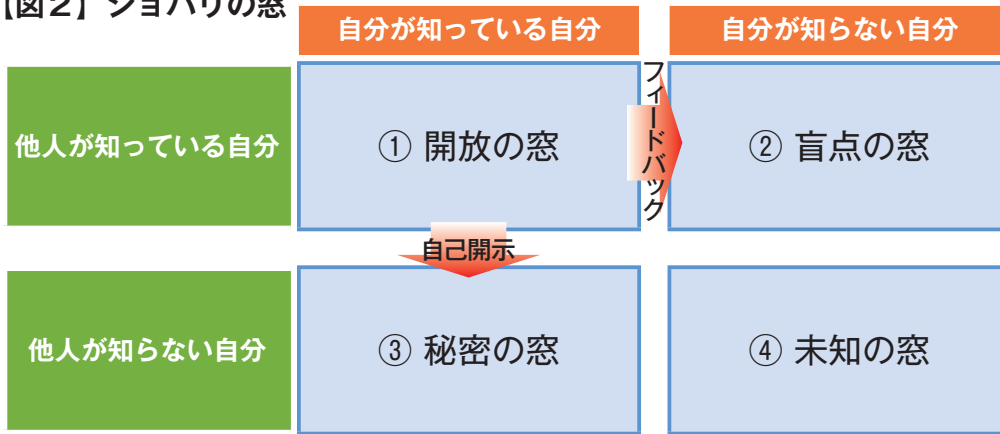 【図２】ジョハリの窓
自分が知っている自分
自分が知らない自分
他人が知っている自分
① 開放の窓
フィードバック
② 盲点の窓
自己開示
他人が知らない自分
③ 秘密の窓
④ 未知の窓